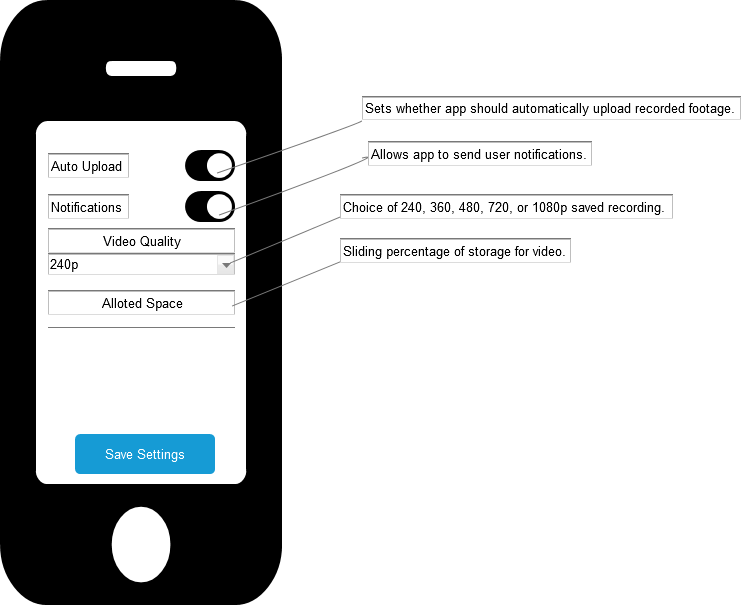 Sets whether app should automatically upload recorded footage.
Auto Upload
Allows app to send user notifications.
Notifications
Choice of 240, 360, 480, 720, or 1080p saved recording.
Video Quality
240p
Sliding percentage of storage for video.
Alloted Space
Save Settings